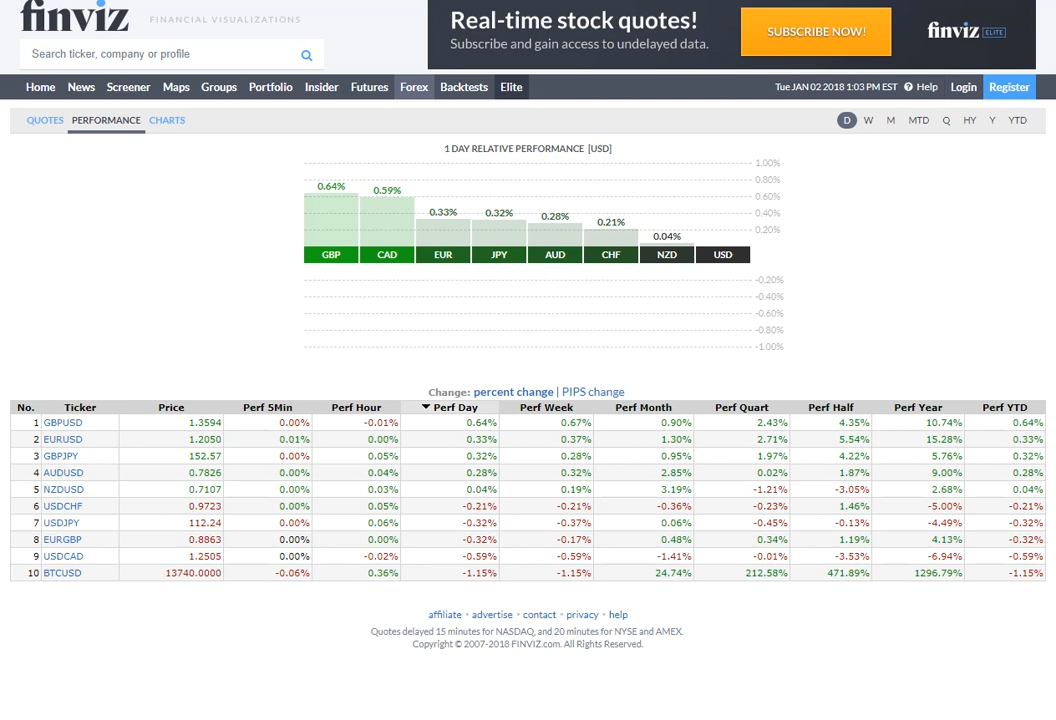 finviz FINANCIAL VISUALIZATIONS
Real-time stock quotes!
Subscribe and gain access to undelayed data.
SUBSCRIBE NOW!
finviz ELITE
Search ticker, company or profile
Home News Screener Maps Groups Portfolio Insider Futures Forex Backtests Elite Tue JAN 02 2018 1:03 PM EST ? Help Login Register
QUOTES PERFORMANCE CHARTS D W M MTD Q HY Y YTD
1 DAY RELATIVE PERFORMANCE [USD]
1.00%
0.80%
0.64% 0.59% 0.60%
0.33% 0.32% 0.28% 0.40%
0.21% 0.20%
0.04%
GBP CAD EUR JPY AUD CHF NZD USD
-0.20%
-0.40%
-0.60%
-0.80%
-1.00%
Change: percent change | PIPS change
No. Ticker Price Perf 5Min Perf Hour Perf Day Perf Week Perf Month Perf Quart Perf Half Perf Year Perf YTD
1 GBPUSD 1.3594 0.00% -0.01% 0.64% 0.67% 0.90% 2.43% 4.35% 10.74% 0.64%
2 EURUSD 1.2050 0.01% 0.00% 0.33% 0.37% 1.30% 2.71% 5.54% 15.28% 0.33%
3 GBPJPY 152.57 0.00% 0.05% 0.32% 0.28% 0.95% 1.97% 4.22% 5.76% 0.32%
4 AUDUSD 0.7826 0.00% 0.04% 0.28% 0.32% 2.85% 0.02% 1.87% 9.00% 0.28%
5 NZDUSD 0.7107 0.00% 0.03% 0.04% 0.19% 3.19% -1.21% -3.05% 2.68% 0.04%
6 USDCHF 0.9723 0.00% 0.05% -0.21% -0.21% -0.36% -0.23% 1.46% -5.00% -0.21%
7 USDJPY 112.24 0.00% 0.06% -0.32% -0.37% 0.06% -0.45% -0.13% -4.49% -0.32%
8 EURGBP 0.8863 0.00% 0.00% -0.32% -0.17% 0.48% 0.34% 1.19% 4.13% -0.32%
9 USDCAD 1.2505 0.00% -0.02% -0.59% -0.59% -1.41% -0.01% -3.53% -6.94% -0.59%
10 BTCUSD 13740.0000 -0.06% 0.36% -1.15% -1.15% 24.74% 212.58% 471.89% 1296.79% -1.15%
affiliate • advertise • contact • privacy • help
Quotes delayed 15 minutes for NASDAQ, and 20 minutes for NYSE and AMEX.
Copyright © 2007-2018 FINVIZ.com. All Rights Reserved.